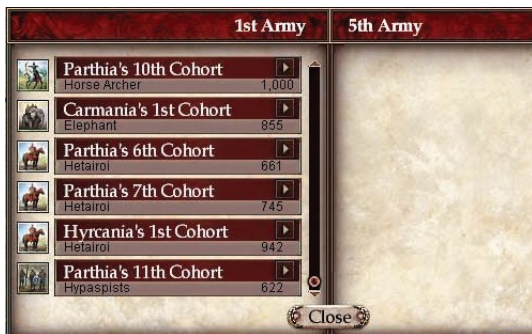 1st Army
5th Army
Parthia's 10th Cohort
Horse Archer 1,000
Carmania's 1st Cohort
Elephant 855
Parthia's 6th Cohort
Hetairoi 661
Parthia's 7th Cohort
Hetairoi 745
Hyrcania's 1st Cohort
Hetairoi 942
Parthia's 11th Cohort
Hypaspists 622
Close